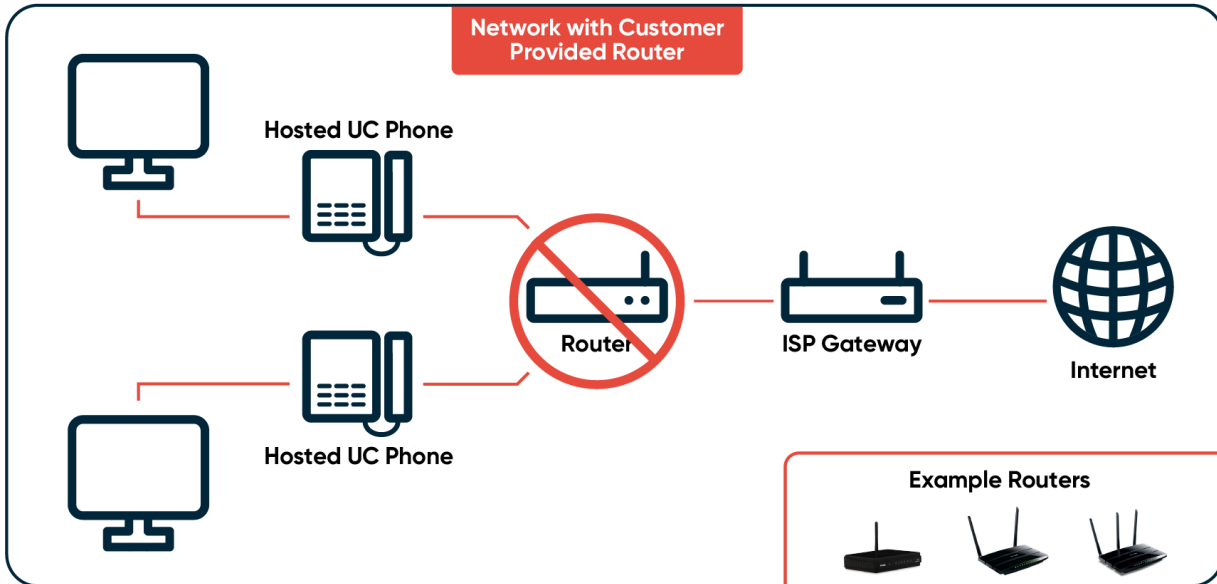 Network with Customer
Provided Router
Hosted UC Phone
Router
ISP Gateway
Internet
Hosted UC Phone
Example Routers